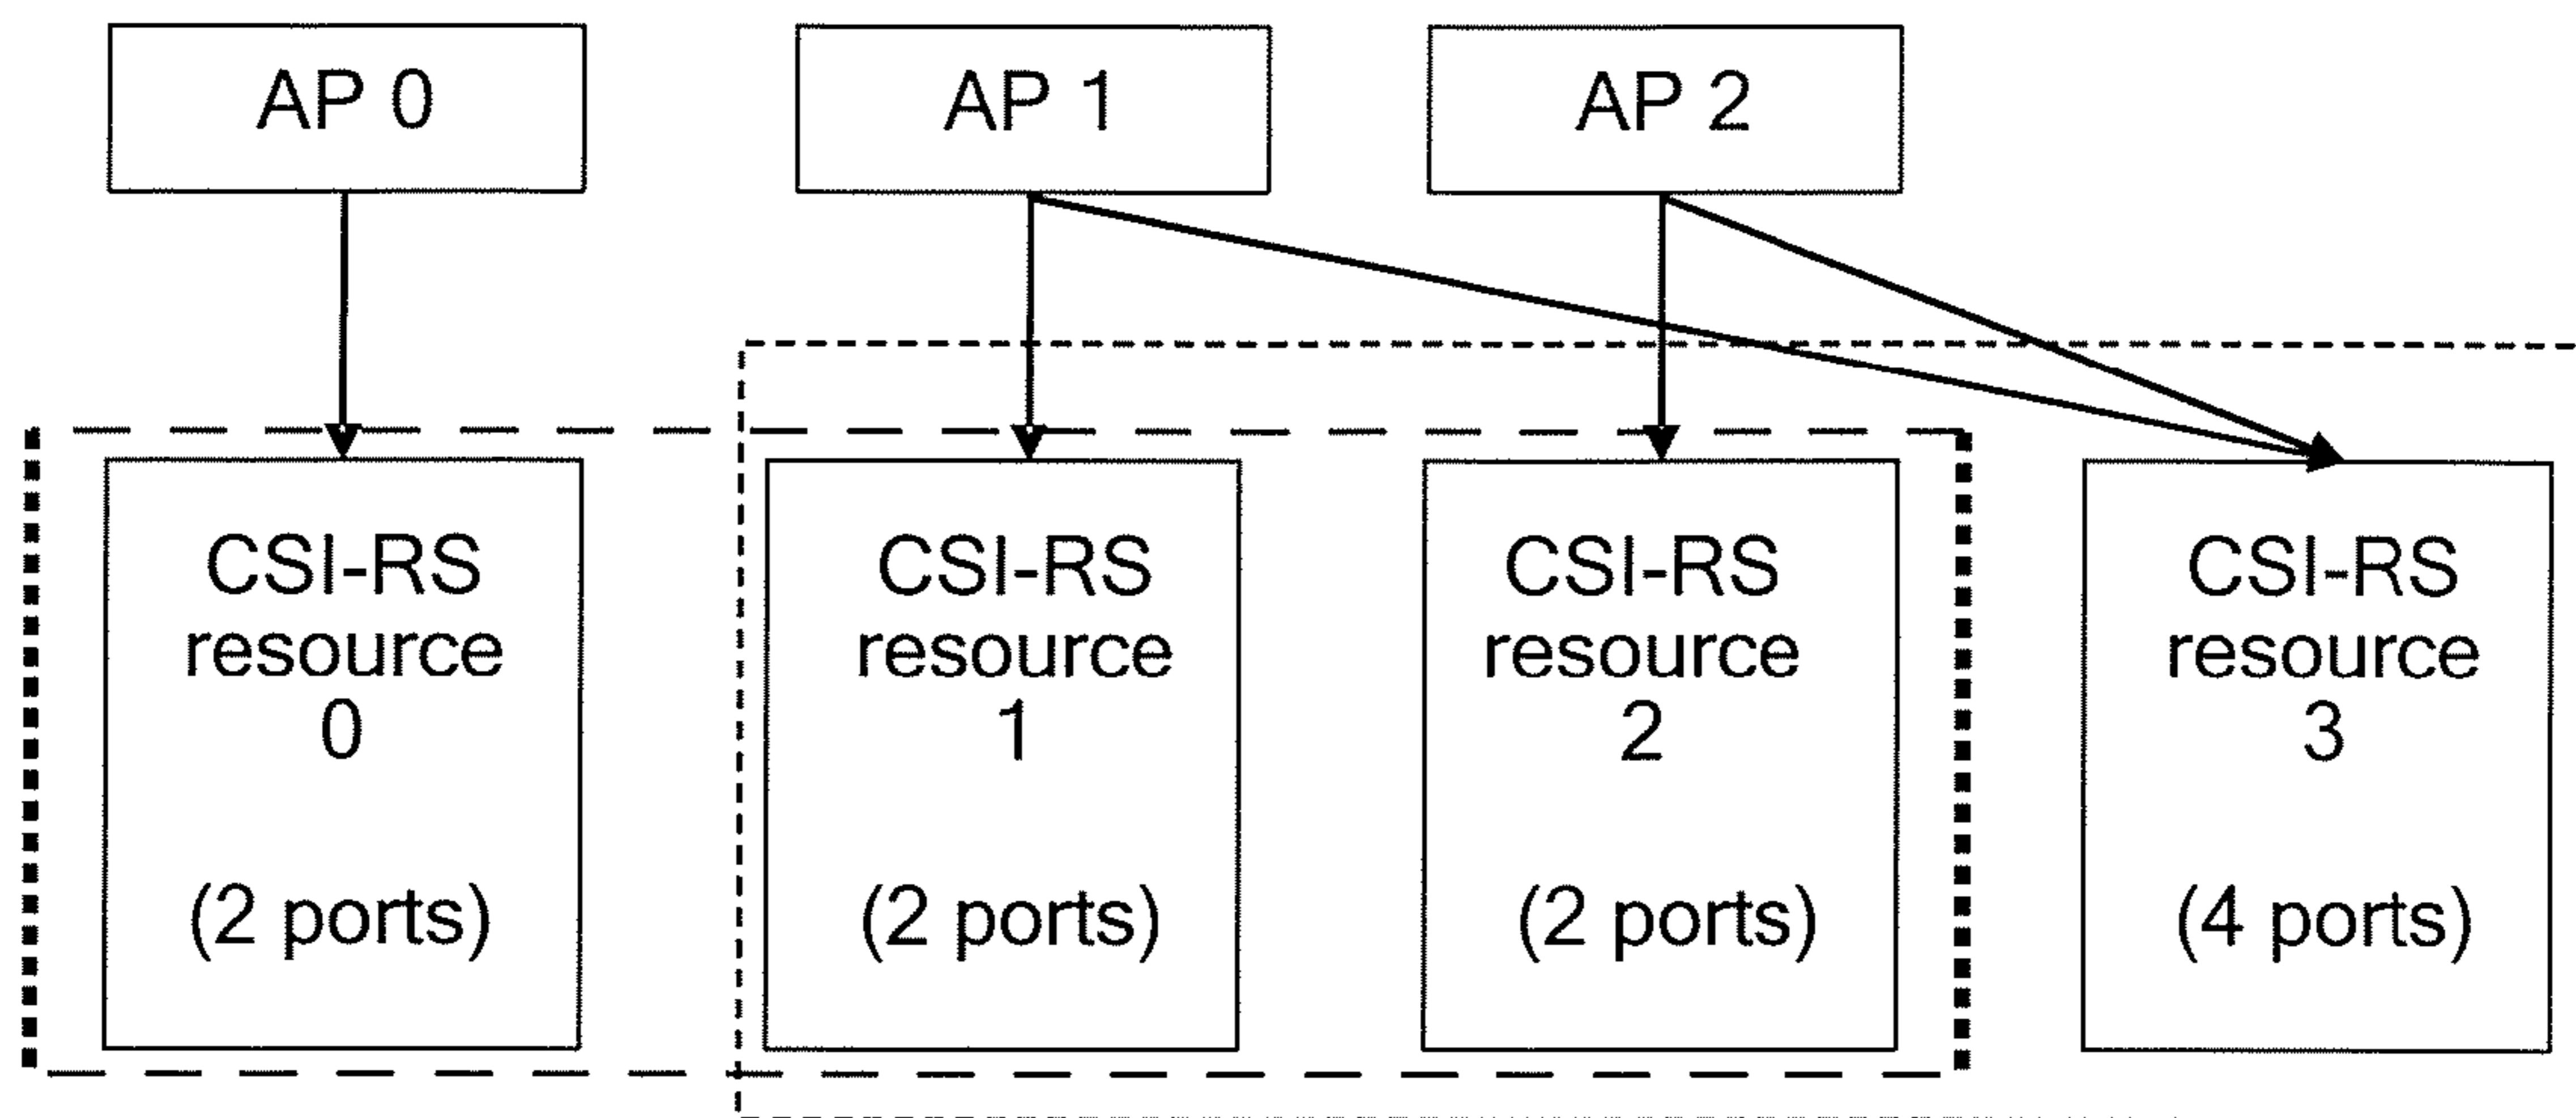 AP 0
AP 1
AP 2
CSI-RS
resource
0
(2 ports)
CSI-RS
resource
1
(2 ports)
CSI-RS
resource
2
(2 ports)
CSI-RS
resource
3
(4 ports)